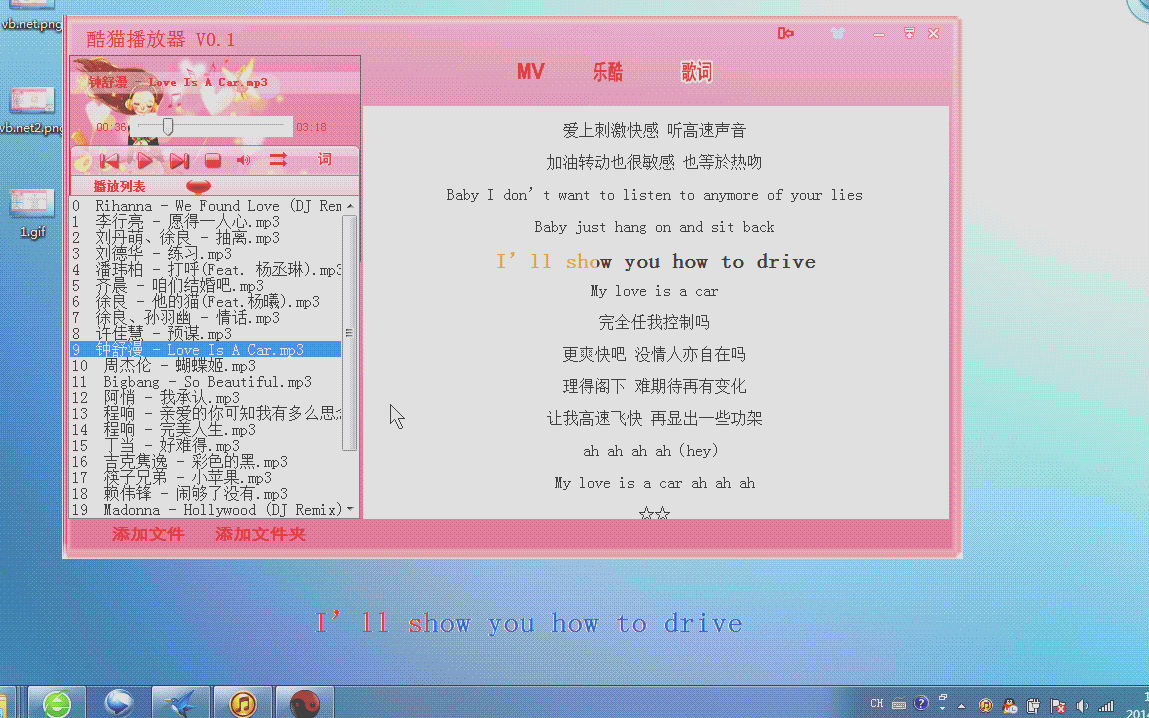 vb.net.png
vb.net2.png
1.gif
酷猫播放器 V0.1
钟舒漫 - Love Is A Car.mp3
00:36
03:18
词
播放列表
0 Rihanna - We Found Love (DJ Rem
1 李行亮 - 愿得一人心.mp3
2 刘丹萌、徐良 - 抽离.mp3
3 刘德华 - 练习.mp3
4 潘玮柏 - 打呼(Feat. 杨丞琳).mp3
5 齐晨 - 咱们结婚吧.mp3
6 徐良 - 他的猫(Feat.杨曦).mp3
7 徐良、孙羽幽 - 情话.mp3
8 许佳慧 - 预谋.mp3
9 钟舒漫 - Love Is A Car.mp3
10 周杰伦 - 蝴蝶姬.mp3
11 Bigbang - So Beautiful.mp3
12 阿悄 - 我承认.mp3
13 程响 - 亲爱的你可知我有多么思念
14 程响 - 完美人生.mp3
15 丁当 - 好难得.mp3
16 吉克隽逸 - 彩色的黑.mp3
17 筷子兄弟 - 小苹果.mp3
18 赖伟锋 - 闹够了没有.mp3
19 Madonna - Hollywood (DJ Remix)
添加文件 添加文件夹
MV 乐酷 歌词
爱上刺激快感 听高速声音
加油转动也很敏感 也等於热吻
Baby I don't want to listen to anymore of your lies
Baby just hang on and sit back
I'll show you how to drive
My love is a car
完全任我控制吗
更爽快吧 没情人亦自在吗
理得阁下 难期待再有变化
让我高速飞快 再显出一些功架
ah ah ah ah (hey)
My love is a car ah ah ah
☆☆
I'll show you how to drive
CH